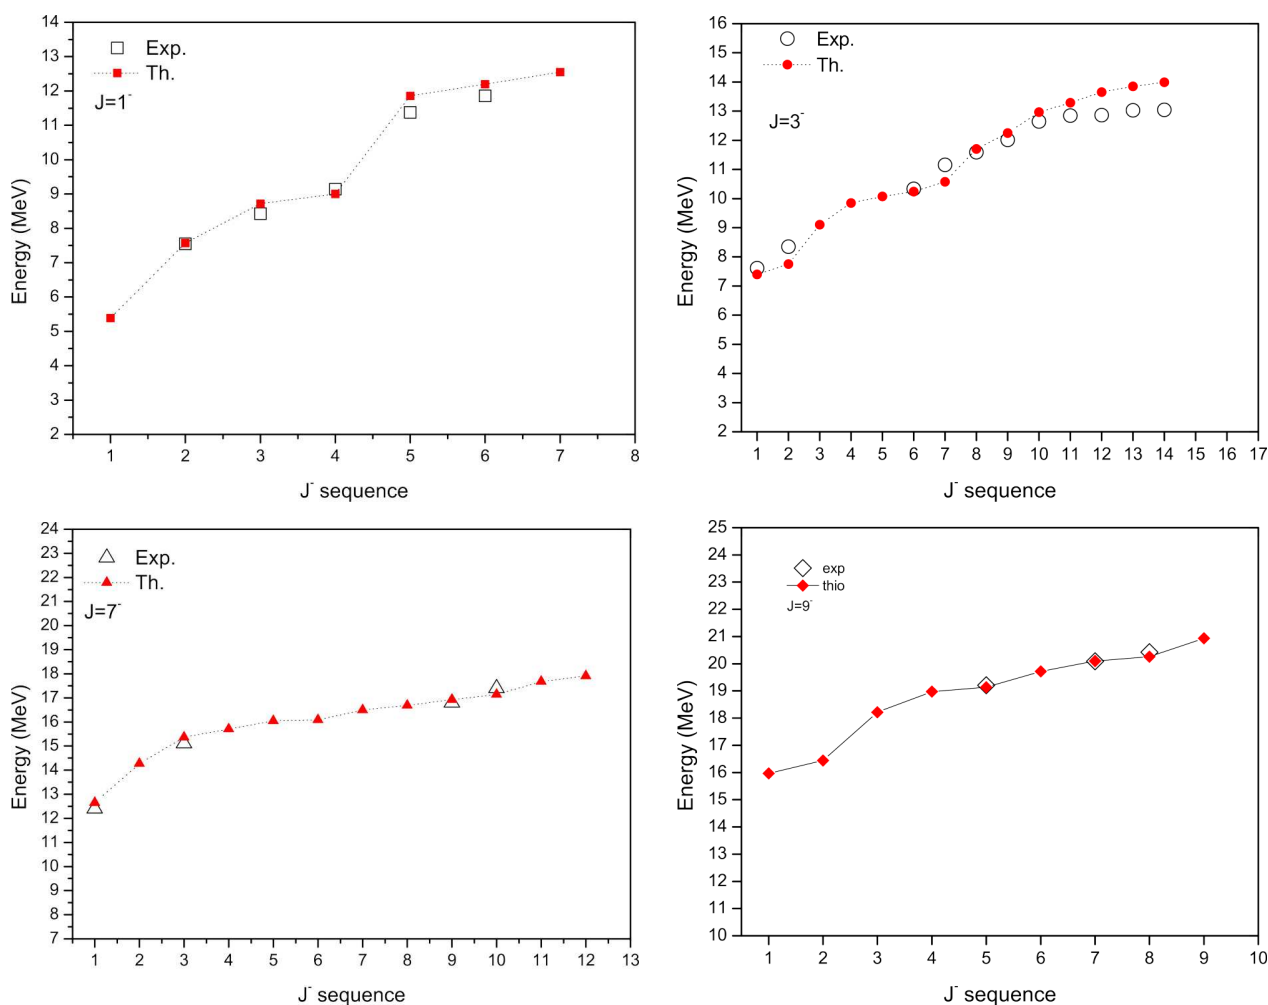 14
13
12
11
10
9
8
7
6
5
4
3
2
Energy (MeV)
Exp.
Th.
J=1⁻
1 2 3 4 5 6 7 8
J⁻ sequence
16
15
14
13
12
11
10
9
8
7
6
5
4
3
2
Energy (MeV)
Exp.
Th.
J=3⁻
1 2 3 4 5 6 7 8 9 10 11 12 13 14 15 16 17
J⁻ sequence
24
23
22
21
20
19
18
17
16
15
14
13
12
11
10
9
8
7
Energy (MeV)
Exp.
Th.
J=7⁻
1 2 3 4 5 6 7 8 9 10 11 12 13
J⁻ sequence
25
24
23
22
21
20
19
18
17
16
15
14
13
12
11
10
Energy (MeV)
exp
thio
J=9⁻
1 2 3 4 5 6 7 8 9 10
J⁻ sequence